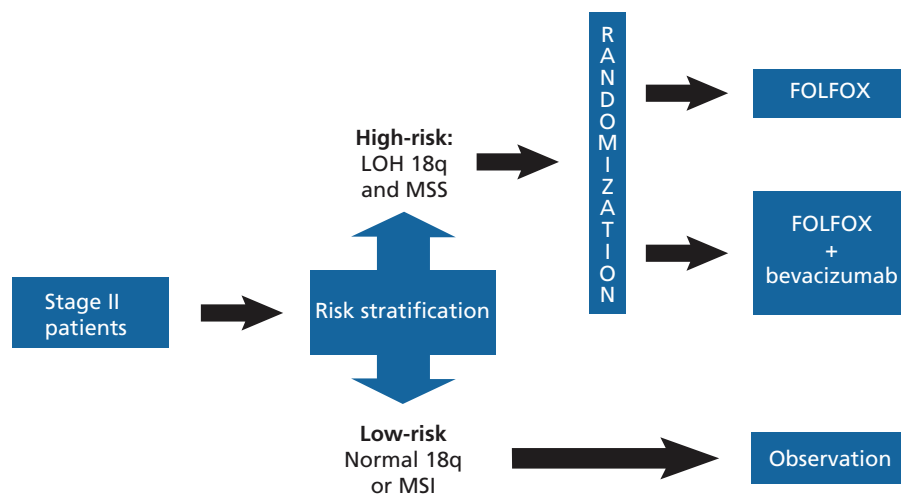 Stage II
patients
Risk stratification
High-risk:
LOH 18q
and MSS
RANDOMIZATION
FOLFOX
FOLFOX
+
bevacizumab
Low-risk
Normal 18q
or MSI
Observation